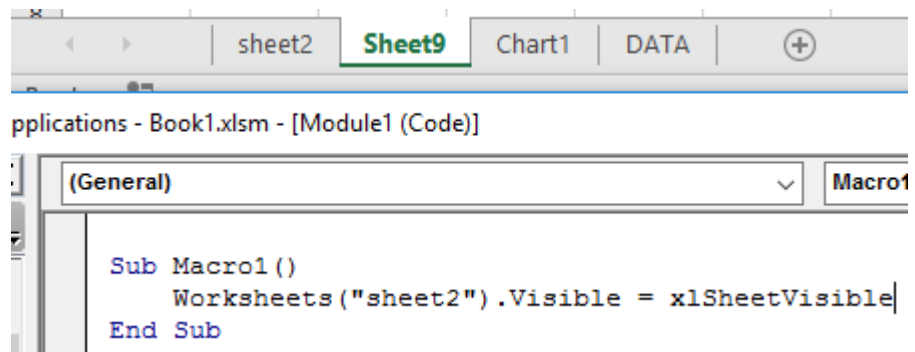 sheet2 Sheet9 Chart1 DATA
pplications - Book1.xlsm - [Module1 (Code)]
(General) Macro1
Sub Macro1()
Worksheets("sheet2").Visible = xlSheetVisible
End Sub